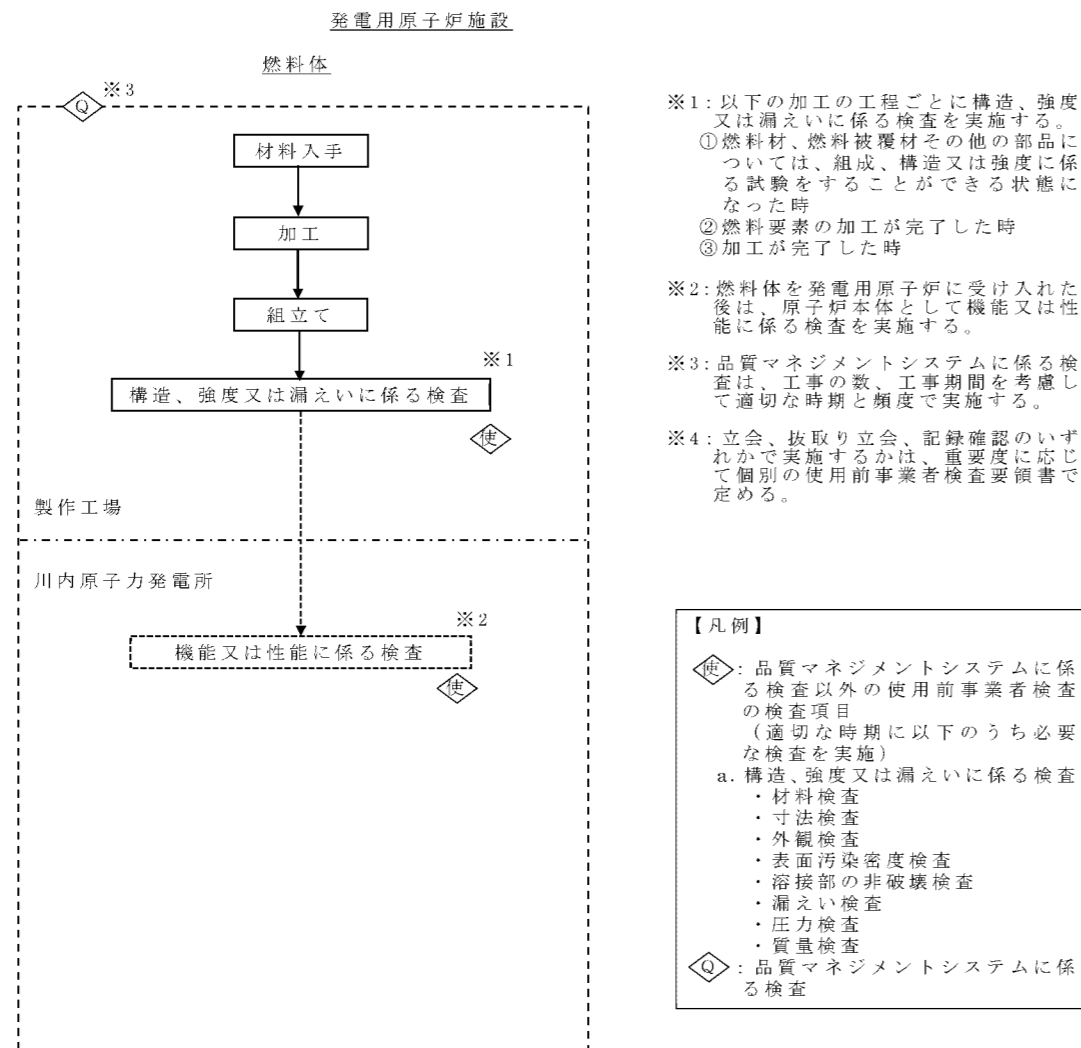 発電用原子炉施設
燃料体
Q
※3
材料入手
加工
組立て
※1
構造、強度又は漏えいに係る検査
使
製作工場
川内原子力発電所
※2
機能又は性能に係る検査
使
※1:以下の加工の工程ごとに構造、強度
又は漏えいに係る検査を実施する。
①燃料材、燃料被覆材その他の部品に
ついては、組成、構造又は強度に係
る試験をすることができる状態に
なった時
②燃料要素の加工が完了した時
③加工が完了した時
※2:燃料体を発電用原子炉に受け入れた
後は、原子炉本体として機能又は性
能に係る検査を実施する。
※3:品質マネジメントシステムに係る検
査は、工事の数、工事期間を考慮し
て適切な時期と頻度で実施する。
※4:立会、抜取り立会、記録確認のいず
れかで実施するかは、重要度に応じ
て個別の使用前事業者検査要領書で
定める。
【凡例】
使:品質マネジメントシステムに係
る検査以外の使用前事業者検査
の検査項目
(適切な時期に以下のうち必要
な検査を実施)
a.構造、強度又は漏えいに係る検査
・材料検査
・寸法検査
・外観検査
・表面汚染密度検査
・溶接部の非破壊検査
・漏えい検査
・圧力検査
・質量検査
Q:品質マネジメントシステムに係
る検査